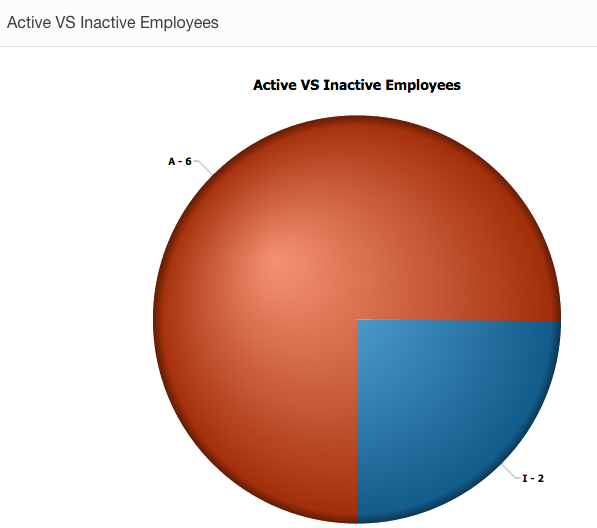 Active VS Inactive Employees
Active VS Inactive Employees
A - 6
I - 2